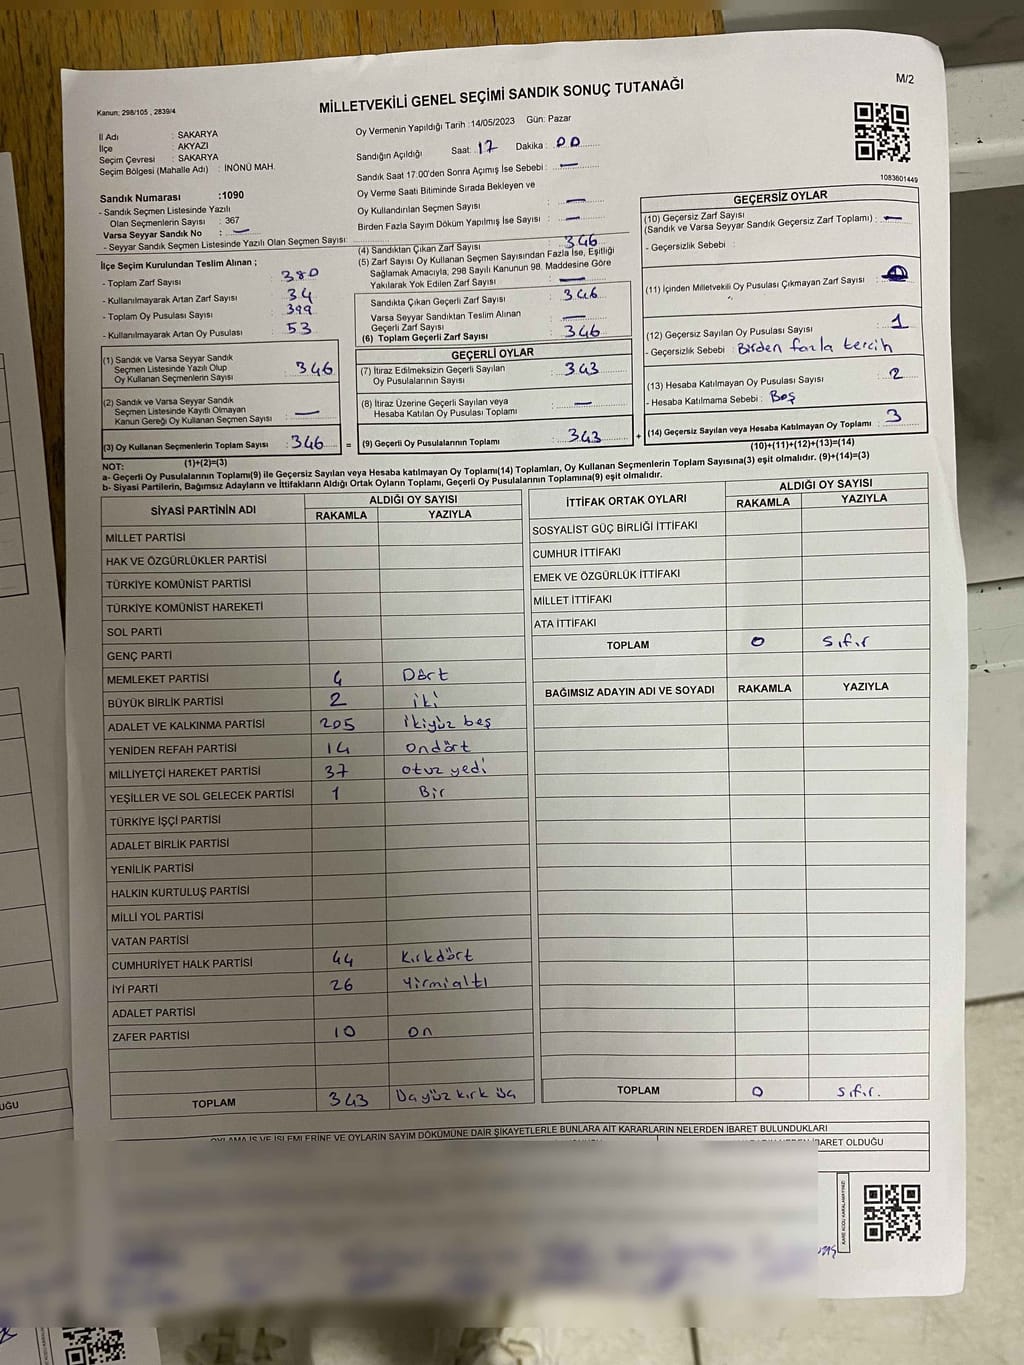 M/2
Kanun: 298/105 , 2839/4
MİLLETVEKİLİ GENEL SEÇİMİ SANDIK SONUÇ TUTANAĞI
İl Adı : SAKARYA
İlçe : AKYAZI
Seçim Çevresi : SAKARYA
Seçim Bölgesi (Mahalle Adı) : İNÖNÜ MAH.
Sandık Numarası :1090
- Sandık Seçmen Listesinde Yazılı
Olan Seçmenlerin Sayısı : 367
Varsa Seyyar Sandık No : —
- Seyyar Sandık Seçmen Listesinde Yazılı Olan Seçmen Sayısı:
Oy Vermenin Yapıldığı Tarih :14/05/2023 Gün: Pazar
Sandığın Açıldığı Saat: 17 Dakika : 00
Sandık Saat 17:00'den Sonra Açımış İse Sebebi : —
Oy Verme Saati Bitiminde Sırada Bekleyen ve
Oy Kullandırılan Seçmen Sayısı —
Birden Fazla Sayım Döküm Yapılmış İse Sayısı : —
1083601449
İlçe Seçim Kurulundan Teslim Alınan ;
- Toplam Zarf Sayısı : 380
- Kullanılmayarak Artan Zarf Sayısı : 34
- Toplam Oy Pusulası Sayısı : 399
- Kullanılmayarak Artan Oy Pusulası : 53
(1) Sandık ve Varsa Seyyar Sandık
Seçmen Listesinde Yazılı Olup
Oy Kullanan Seçmenlerin Sayısı : 346
(2) Sandık ve Varsa Seyyar Sandık
Seçmen Listesinde Kayıtlı Olmayan
Kanun Gereği Oy Kullanan Seçmen Sayısı : —
(3) Oy Kullanan Seçmenlerin Toplam Sayısı : 346 =
(1)+(2)=(3)
(4) Sandıktan Çıkan Zarf Sayısı : 346
(5) Zarf Sayısı Oy Kullanan Seçmen Sayısından Fazla İse, Eşitliği
Sağlamak Amacıyla, 298 Sayılı Kanunun 98. Maddesine Göre
Yakılarak Yok Edilen Zarf Sayısı : —
Sandıkta Çıkan Geçerli Zarf Sayısı : 346
Varsa Seyyar Sandıktan Teslim Alınan
Geçerli Zarf Sayısı : —
(6) Toplam Geçerli Zarf Sayısı : 346
GEÇERLİ OYLAR
(7) İtiraz Edilmeksizin Geçerli Sayılan
Oy Pusulalarının Sayısı : 343
(8) İtiraz Üzerine Geçerli Sayılan veya
Hesaba Katılan Oy Pusulası Toplamı : —
(9) Geçerli Oy Pusulalarının Toplamı : 343 +
GEÇERSİZ OYLAR
(10) Geçersiz Zarf Sayısı
(Sandık ve Varsa Seyyar Sandık Geçersiz Zarf Toplamı) : —
- Geçersizlik Sebebi :
(11) İçinden Milletvekili Oy Pusulası Çıkmayan Zarf Sayısı :
(12) Geçersiz Sayılan Oy Pusulası Sayısı : 1
- Geçersizlik Sebebi : Birden fazla tercih
(13) Hesaba Katılmayan Oy Pusulası Sayısı : 2
- Hesaba Katılmama Sebebi : Boş
(14) Geçersiz Sayılan veya Hesaba Katılmayan Oy Toplamı : 3
(10)+(11)+(12)+(13)=(14)
NOT:
a- Geçerli Oy Pusulalarının Toplamı(9) ile Geçersiz Sayılan veya Hesaba katılmayan Oy Toplamı(14) Toplamları, Oy Kullanan Seçmenlerin Toplam Sayısına(3) eşit olmalıdır. (9)+(14)=(3)
b- Siyasi Partilerin, Bağımsız Adayların ve İttifakların Aldığı Ortak Oyların Toplamı, Geçerli Oy Pusulalarının Toplamına(9) eşit olmalıdır.
SİYASİ PARTİNİN ADI ALDIĞI OY SAYISI
RAKAMLA YAZIYLA
MİLLET PARTİSİ
HAK VE ÖZGÜRLÜKLER PARTİSİ
TÜRKİYE KOMÜNİST PARTİSİ
TÜRKİYE KOMÜNİST HAREKETİ
SOL PARTİ
GENÇ PARTİ
MEMLEKET PARTİSİ 4 Dört
BÜYÜK BİRLİK PARTİSİ 2 iki
ADALET VE KALKINMA PARTİSİ 205 ikiyüz beş
YENİDEN REFAH PARTİSİ 14 ondört
MİLLİYETÇİ HAREKET PARTİSİ 37 otuz yedi
YEŞİLLER VE SOL GELECEK PARTİSİ 1 Bir
TÜRKİYE İŞÇİ PARTİSİ
ADALET BİRLİK PARTİSİ
YENİLİK PARTİSİ
HALKIN KURTULUŞ PARTİSİ
MİLLİ YOL PARTİSİ
VATAN PARTİSİ
CUMHURİYET HALK PARTİSİ 44 Kırkdört
İYİ PARTİ 26 Yirmialtı
ADALET PARTİSİ
ZAFER PARTİSİ 10 on
TOPLAM 343 Üçyüz kırk üç
İTTİFAK ORTAK OYLARI ALDIĞI OY SAYISI
RAKAMLA YAZIYLA
SOSYALİST GÜÇ BİRLİĞİ İTTİFAKI
CUMHUR İTTİFAKI
EMEK VE ÖZGÜRLÜK İTTİFAKI
MİLLET İTTİFAKI
ATA İTTİFAKI
TOPLAM 0 sıfır
BAĞIMSIZ ADAYIN ADI VE SOYADI RAKAMLA YAZIYLA
TOPLAM 0 sıfır.
OYLAMA İŞ VE İŞLEMLERİNE VE OYLARIN SAYIM DÖKÜMÜNE DAİR ŞİKAYETLERLE BUNLARA AİT KARARLARIN NELERDEN İBARET BULUNDUKLARI
İBARET OLDUĞU
KARE KODU KARALAMAYINIZ!
UĞU